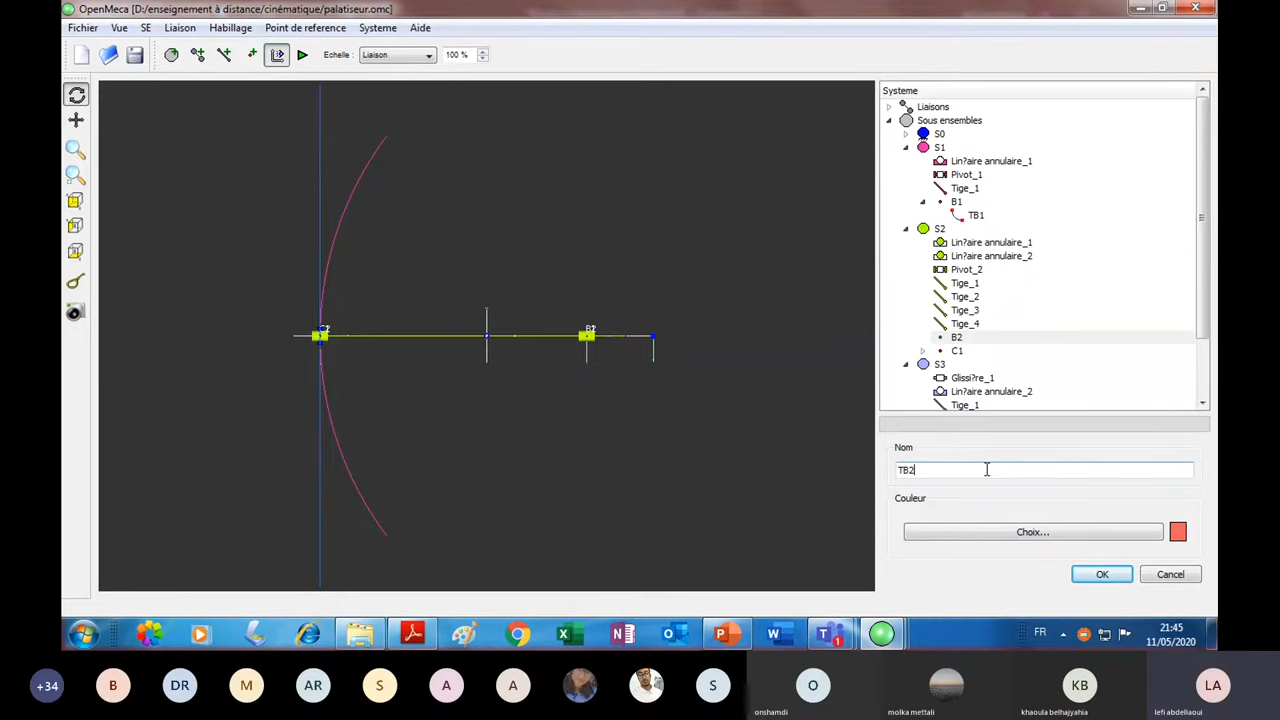 OpenMeca [D:/enseignement à distance/cinématique/palatiseur.omc]
Fichier Vue SE Liaison Habillage Point de reference Systeme Aide
Echelle : Liaison 100 %
Systeme
Liaisons
Sous ensembles
S0
S1
Lin?aire annulaire_1
Pivot_1
Tige_1
B1
TB1
S2
Lin?aire annulaire_1
Lin?aire annulaire_2
Pivot_2
Tige_1
Tige_2
Tige_3
Tige_4
B2
C1
S3
Glissi?re_1
Lin?aire annulaire_2
Tige_1
Nom
TB2
Couleur
Choix...
OK Cancel
FR 21:45
11/05/2020
+34 B DR M AR S A A S O KB LA
onshamdi molka mettali khaoula belhajyahia lefi abdellaoui